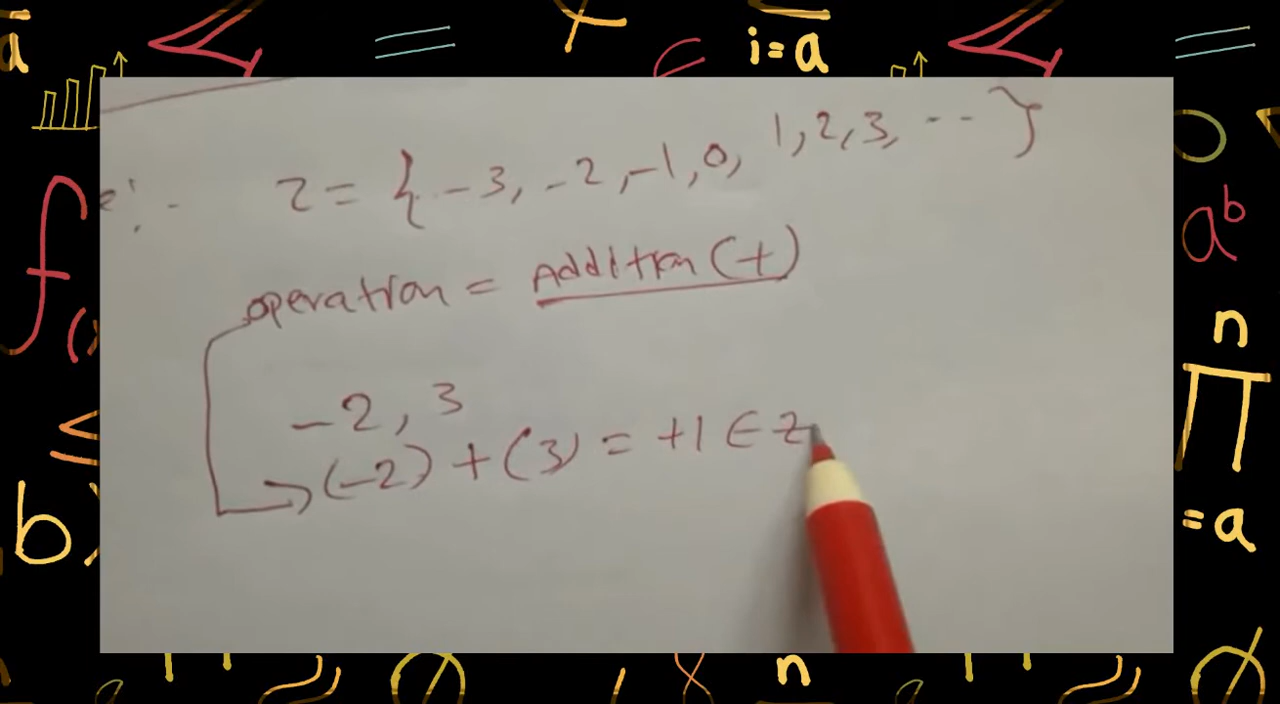 a i=a
e:- Z = { -3, -2, -1, 0, 1, 2, 3, -- }
operation = Addition (+)
-2, 3
(-2) + (3) = +1 ∈ Z
f( ≤ b)
a^b n ∏ =a
n